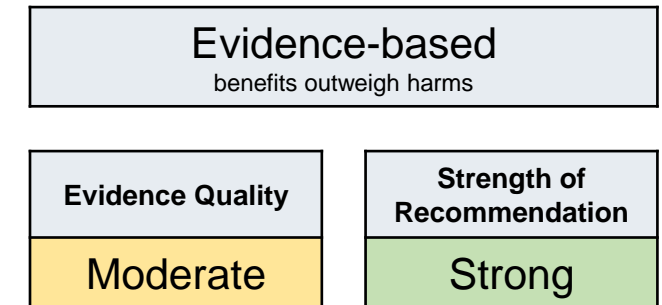 Evidence-based
benefits outweigh harms
Evidence Quality
Strength of
Recommendation
Moderate
Strong